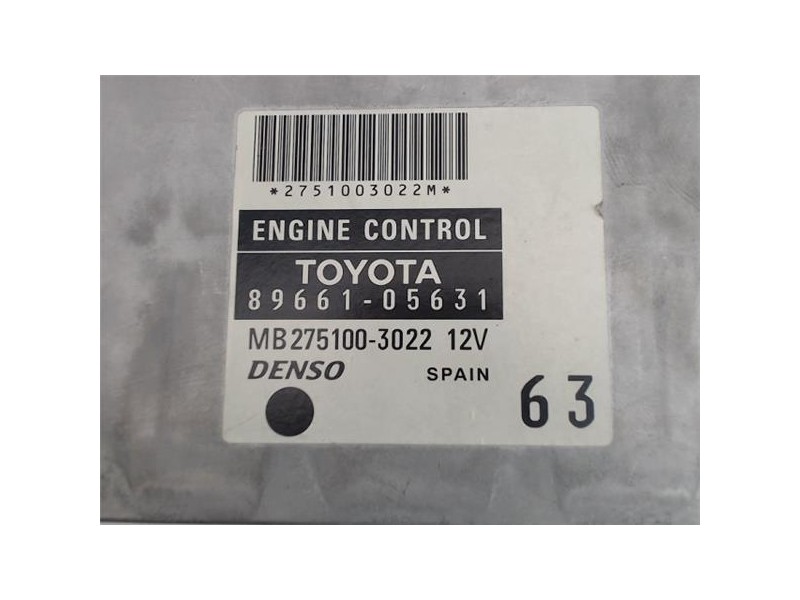 *2751003022M*
ENGINE CONTROL
TOYOTA
89661-05631
MB275100-3022 12V
DENSO SPAIN
63